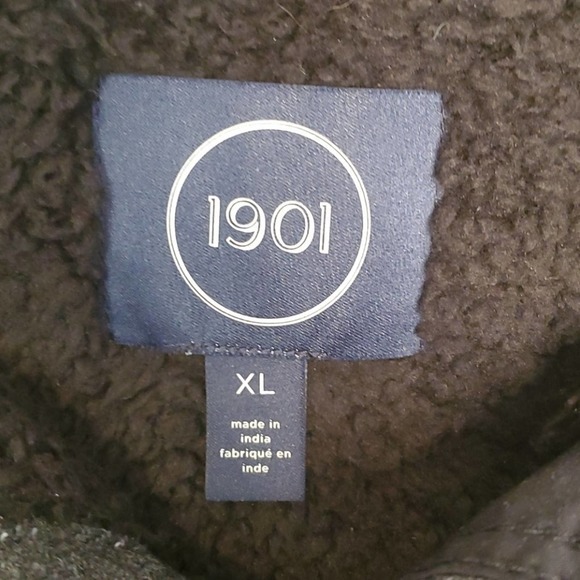 1901
XL
made in
india
fabriqué en
inde